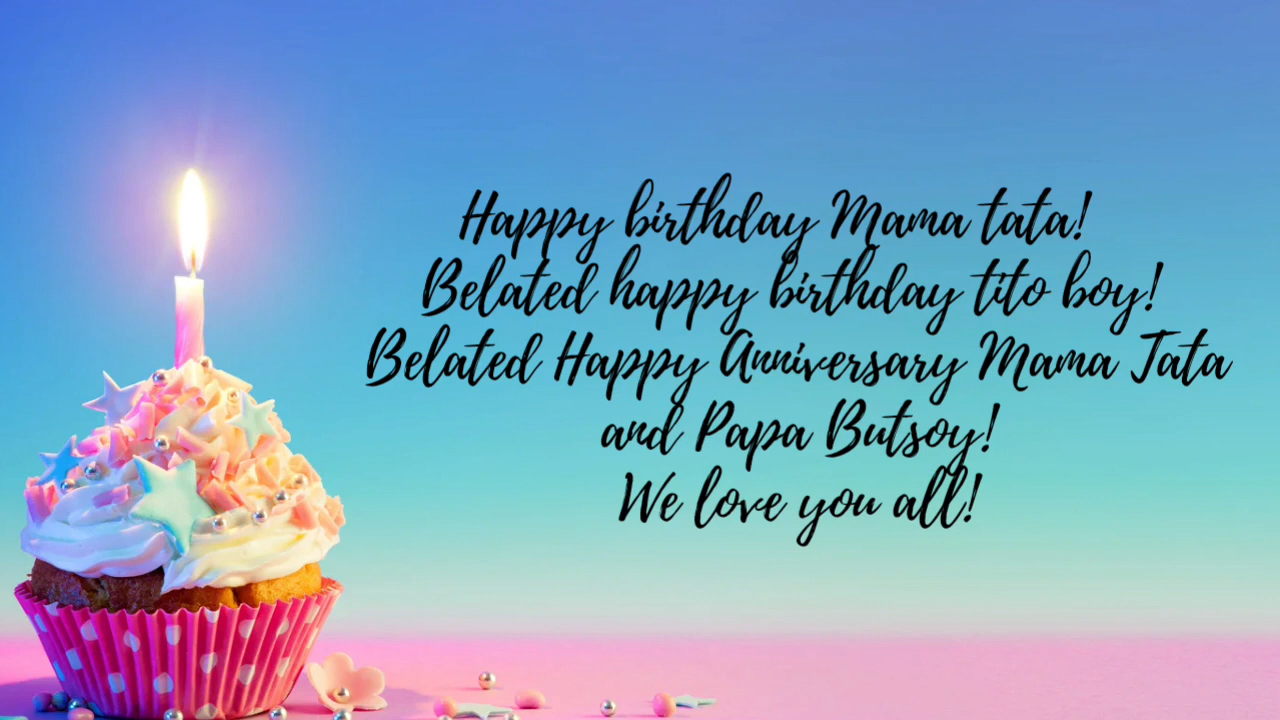 Happy birthday Mama tata!
Belated happy birthday tito boy!
Belated Happy Anniversary Mama Tata
and Papa Butsoy!
We love you all!